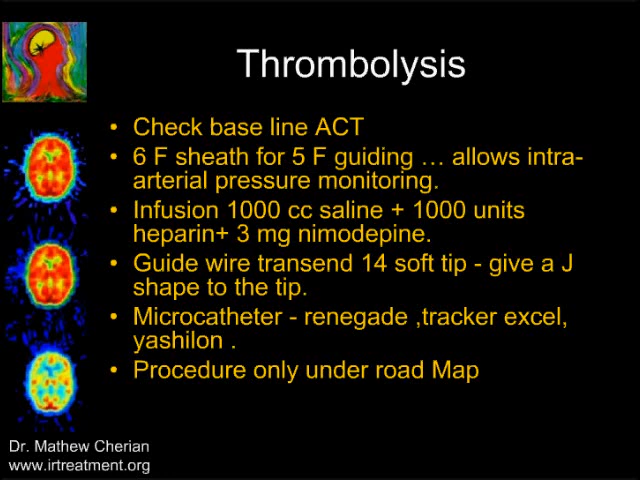 Thrombolysis
• Check base line ACT
• 6 F sheath for 5 F guiding … allows intra-
arterial pressure monitoring.
• Infusion 1000 cc saline + 1000 units
heparin+ 3 mg nimodepine.
• Guide wire transend 14 soft tip - give a J
shape to the tip.
• Microcatheter - renegade ,tracker excel,
yashilon .
• Procedure only under road Map
Dr. Mathew Cherian
www.irtreatment.org